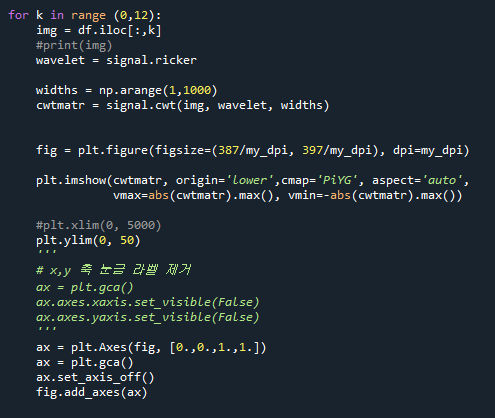 for k in range (0,12):
    img = df.iloc[:,k]
    #print(img)
    wavelet = signal.ricker

    widths = np.arange(1,1000)
    cwtmatr = signal.cwt(img, wavelet, widths)


    fig = plt.figure(figsize=(387/my_dpi, 397/my_dpi), dpi=my_dpi)

    plt.imshow(cwtmatr, origin='lower',cmap='PiYG', aspect='auto',
               vmax=abs(cwtmatr).max(), vmin=-abs(cwtmatr).max())

    #plt.xlim(0, 5000)
    plt.ylim(0, 50)
    '''
    # x,y 축 눈금 라벨 제거
    ax = plt.gca()
    ax.axes.xaxis.set_visible(False)
    ax.axes.yaxis.set_visible(False)
    '''
    ax = plt.Axes(fig, [0.,0.,1.,1.])
    ax = plt.gca()
    ax.set_axis_off()
    fig.add_axes(ax)